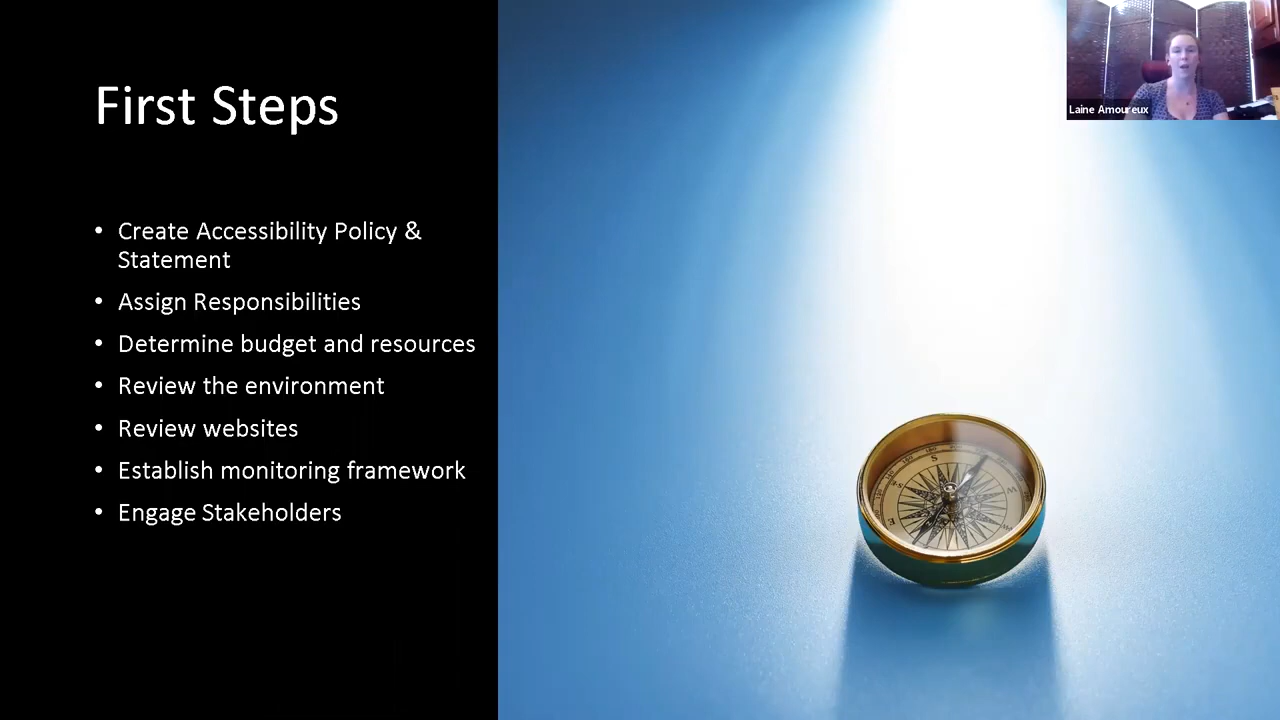 First Steps
• Create Accessibility Policy &
Statement
• Assign Responsibilities
• Determine budget and resources
• Review the environment
• Review websites
• Establish monitoring framework
• Engage Stakeholders
Laine Amoureux
S
W
E